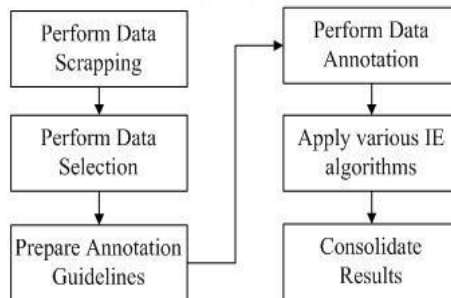 Perform Data
Scrapping
Perform Data
Selection
Prepare Annotation
Guidelines
Perform Data
Annotation
Apply various IE
algorithms
Consolidate
Results